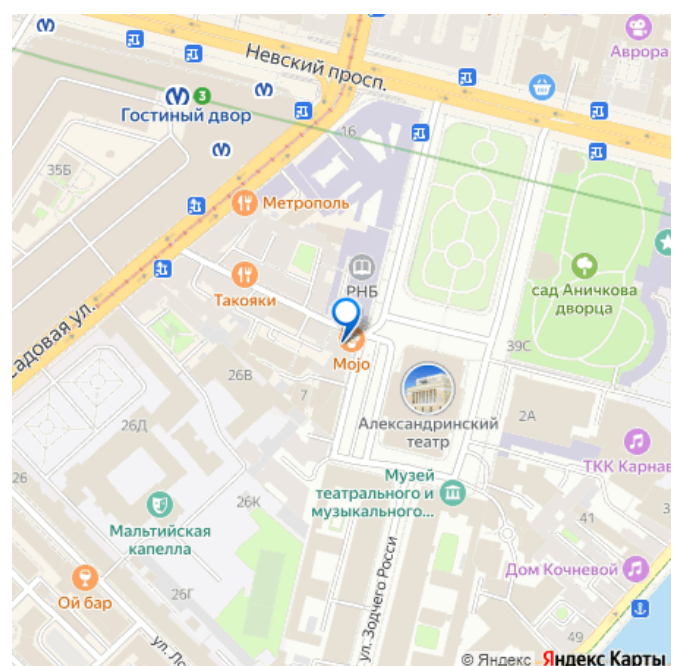 Аврора
Невский просп.
3
Гостиный двор
16
35Б
Метрополь
РНБ
Такояки
сад Аничкова
дворца
Садовая ул.
Mojo
39С
26В
7
2А
26Д
Александринский
театр
ТКК Карнав
26
Музей
театрального и
музыкального...
26К
3
41
Мальтийская
капелла
ул. Зодчего Росси
Дом Кочневой
Ой бар
26Г
ул. Ло
49
© Яндекс Яндекс Карты